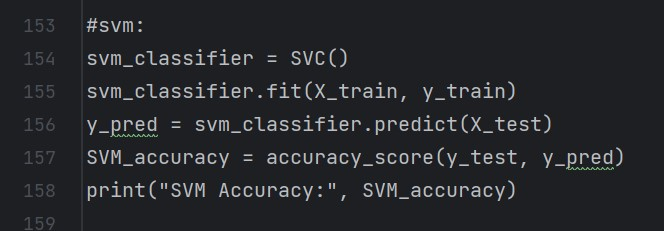 153 #svm:
154 svm_classifier = SVC()
155 svm_classifier.fit(X_train, y_train)
156 y_pred = svm_classifier.predict(X_test)
157 SVM_accuracy = accuracy_score(y_test, y_pred)
158 print("SVM Accuracy:", SVM_accuracy)
159